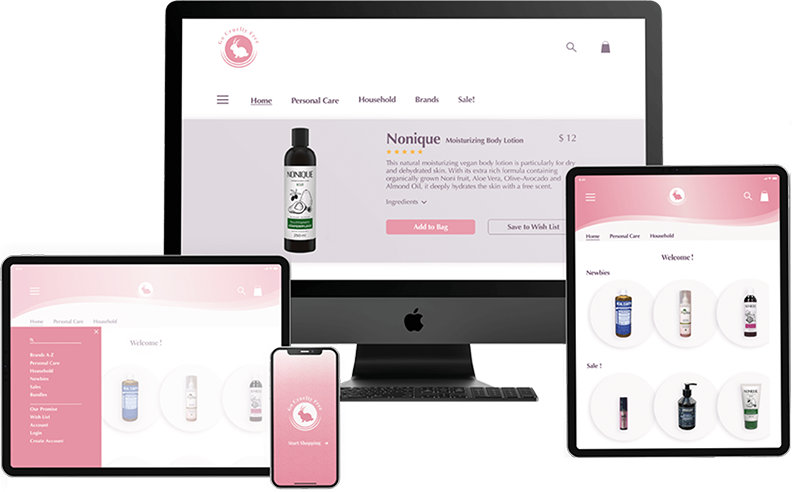 Go Cruelty Free
Home Personal Care Household Brands Sale!
Nonique Moisturizing Body Lotion $ 12
This natural moisturizing vegan body lotion is particularly for dry
and dehydrated skin. With its extra rich formula containing
organically grown Noni fruit, Aloe Vera, Olive-Avocado and
Almond Oil, it deeply hydrates the skin with a free scent.
Ingredients
Add to Bag Save to Wish List
NONIQUE
Home Personal Care Household
Welcome !
Newbies
Sale !
NONIQUE
Home Personal Care Household
Welcome !
Brands A-Z
Personal Care
Household
Newbies
Sales
Bundles
Our Promise
Wish List
Account
Login
Create Account
Go Cruelty Free
Start Shopping